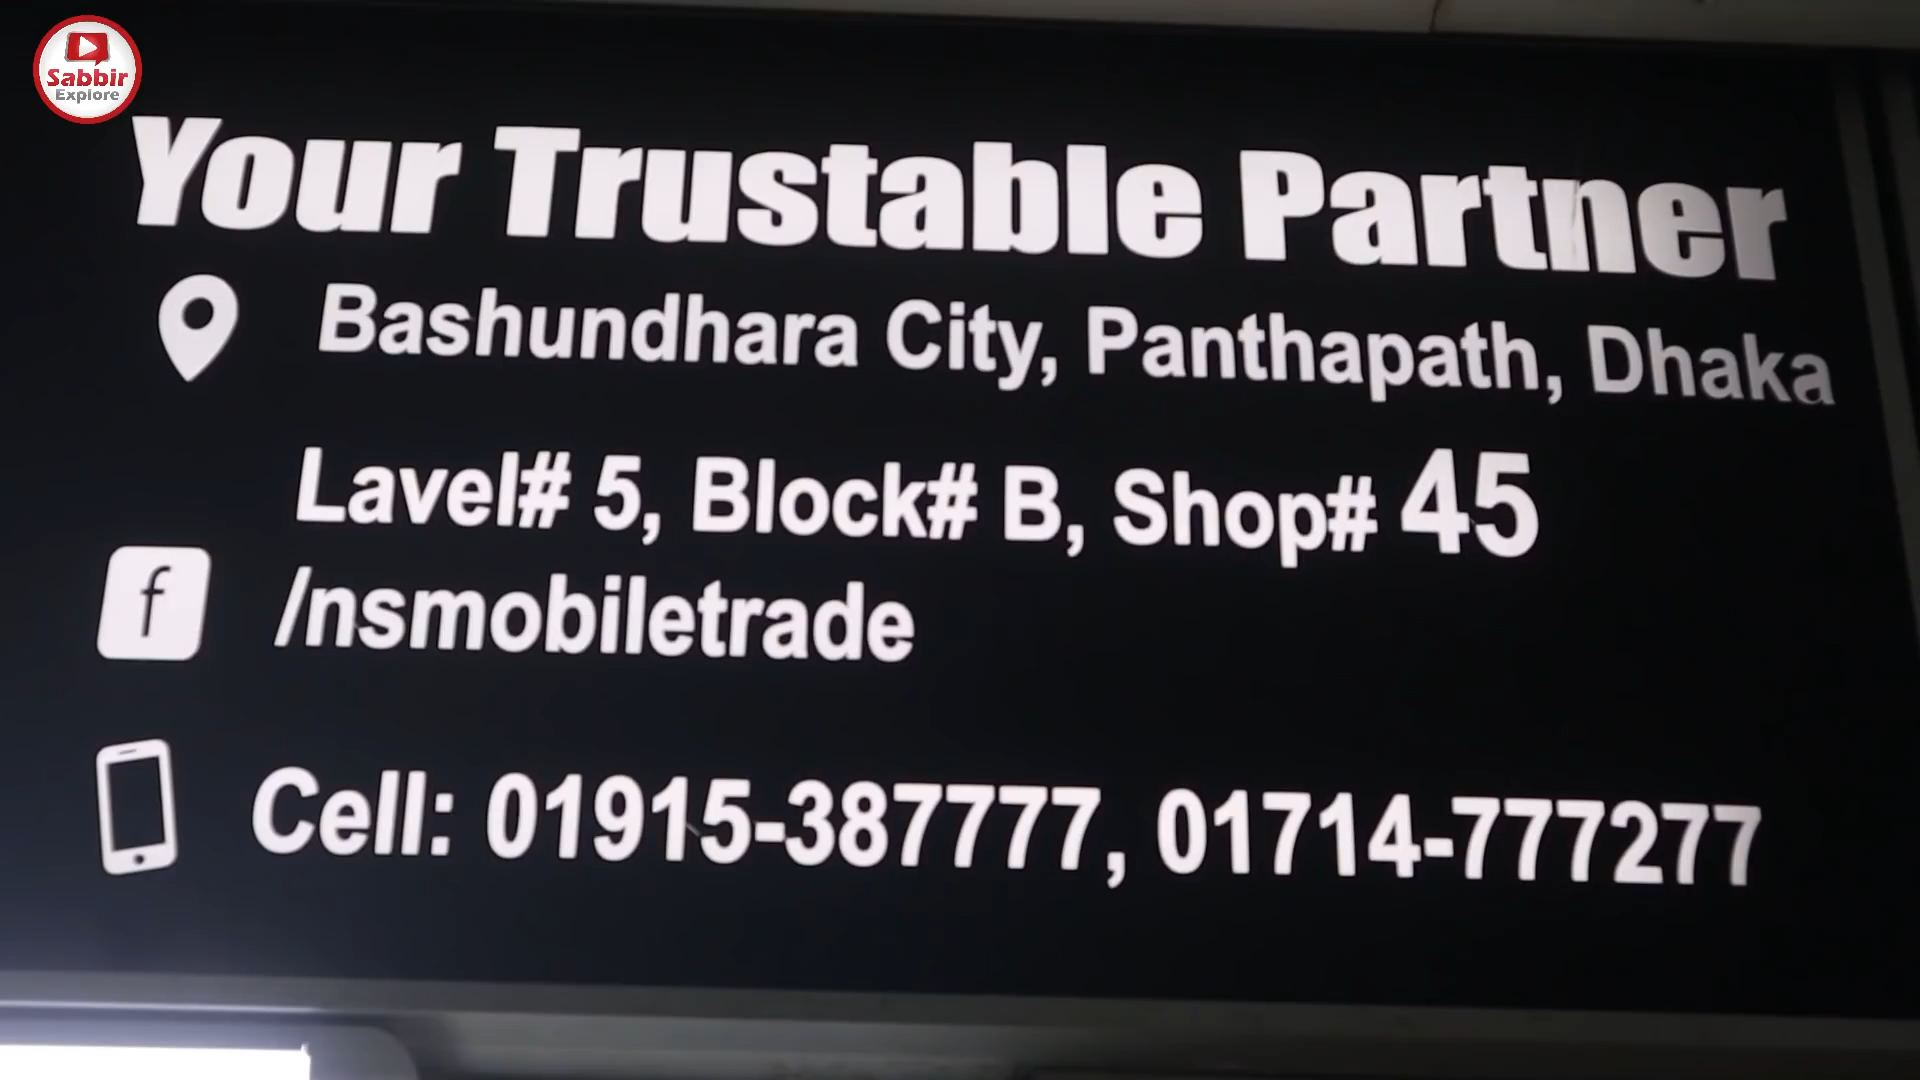 Sabbir
Explore
Your Trustable Partner
Bashundhara City, Panthapath, Dhaka
Lavel# 5, Block# B, Shop# 45
f /nsmobiletrade
Cell: 01915-387777, 01714-777277